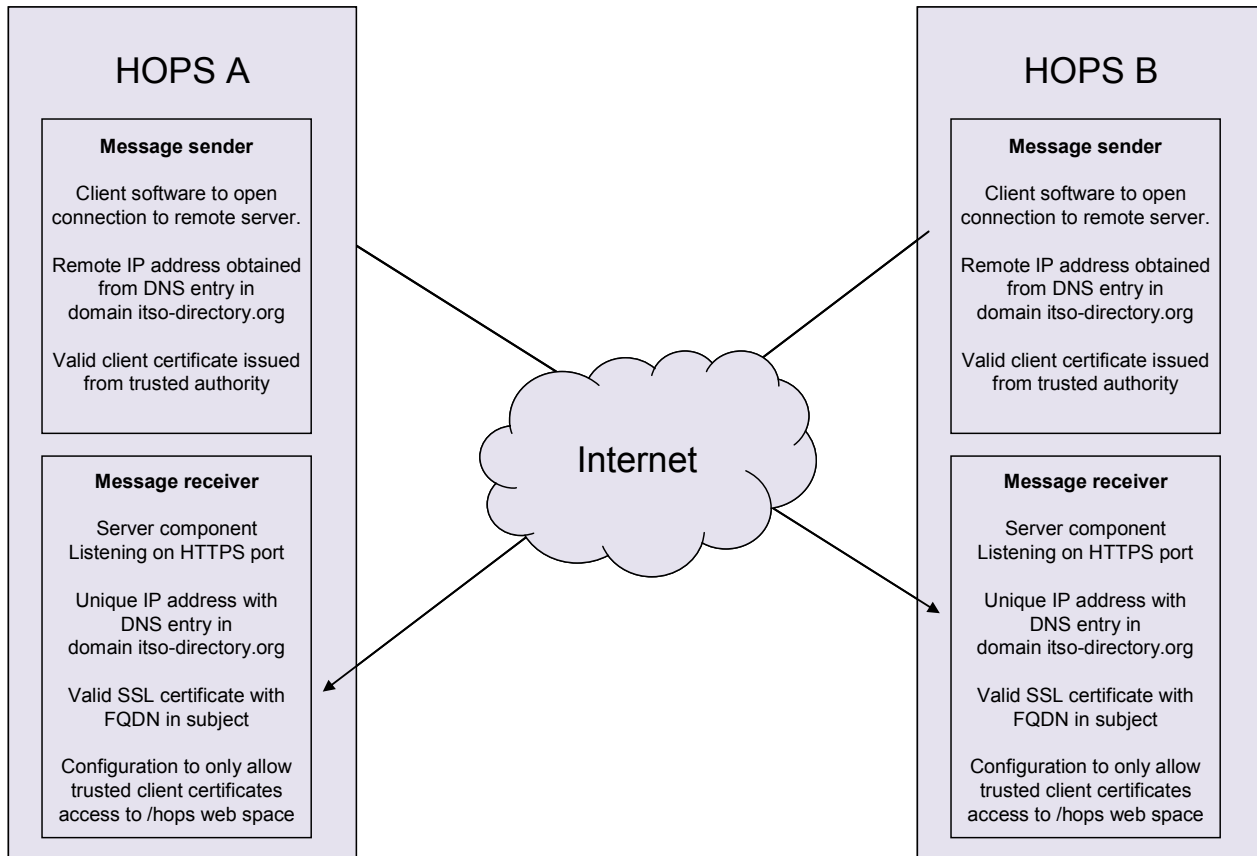 HOPS A
Message sender
Client software to open
connection to remote server.
Remote IP address obtained
from DNS entry in
domain itso-directory.org
Valid client certificate issued
from trusted authority
Message receiver
Server component
Listening on HTTPS port
Unique IP address with
DNS entry in
domain itso-directory.org
Valid SSL certificate with
FQDN in subject
Configuration to only allow
trusted client certificates
access to /hops web space
Internet
HOPS B
Message sender
Client software to open
connection to remote server.
Remote IP address obtained
from DNS entry in
domain itso-directory.org
Valid client certificate issued
from trusted authority
Message receiver
Server component
Listening on HTTPS port
Unique IP address with
DNS entry in
domain itso-directory.org
Valid SSL certificate with
FQDN in subject
Configuration to only allow
trusted client certificates
access to /hops web space